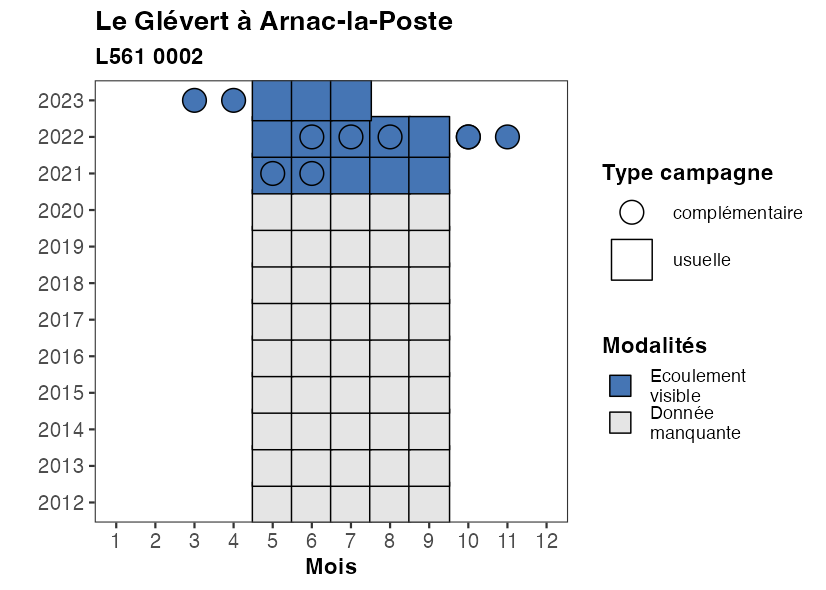 Le Glévert à Arnac-la-Poste
L561 0002
2023
2022
2021
2020
2019
2018
2017
2016
2015
2014
2013
2012
1 2 3 4 5 6 7 8 9 10 11 12
Mois
Type campagne
complémentaire
usuelle
Modalités
Ecoulement
visible
Donnée
manquante